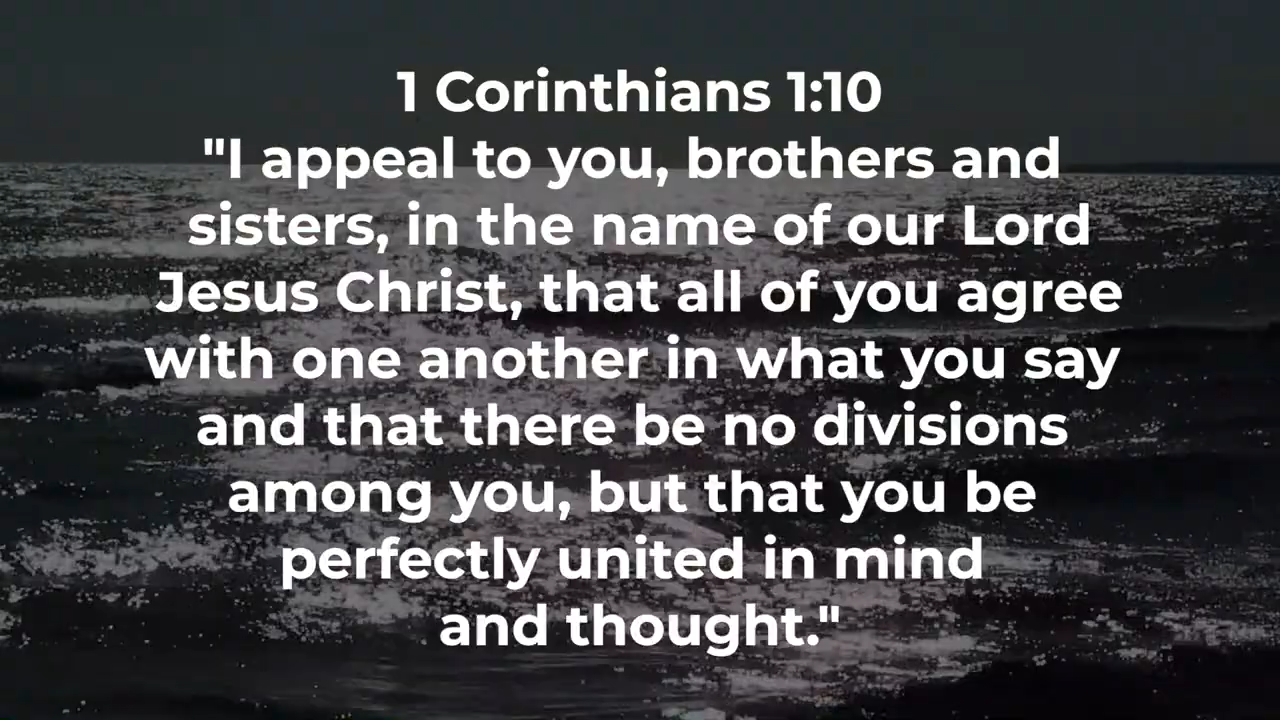 1 Corinthians 1:10
"I appeal to you, brothers and
sisters, in the name of our Lord
Jesus Christ, that all of you agree
with one another in what you say
and that there be no divisions
among you, but that you be
perfectly united in mind
and thought."